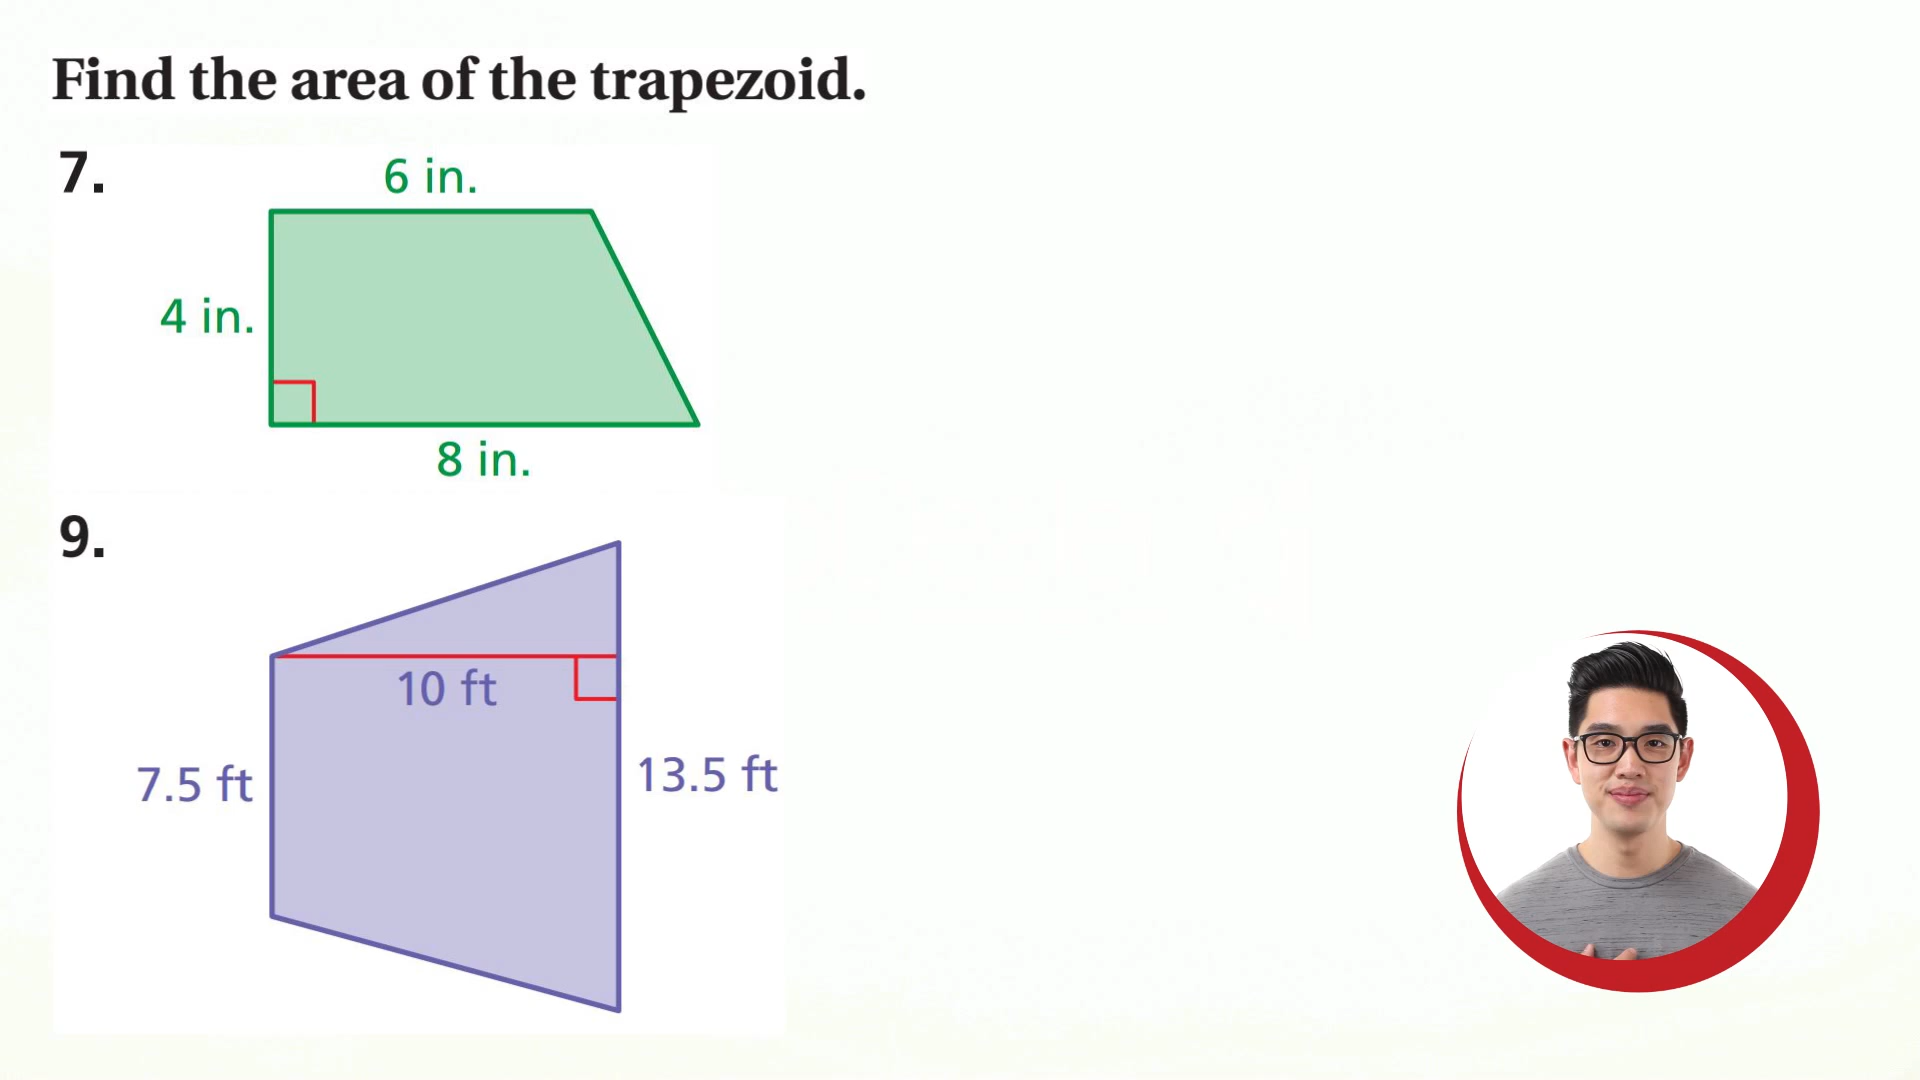 Find the area of the trapezoid.
7.
6 in.
4 in.
8 in.
9.
10 ft
7.5 ft
13.5 ft